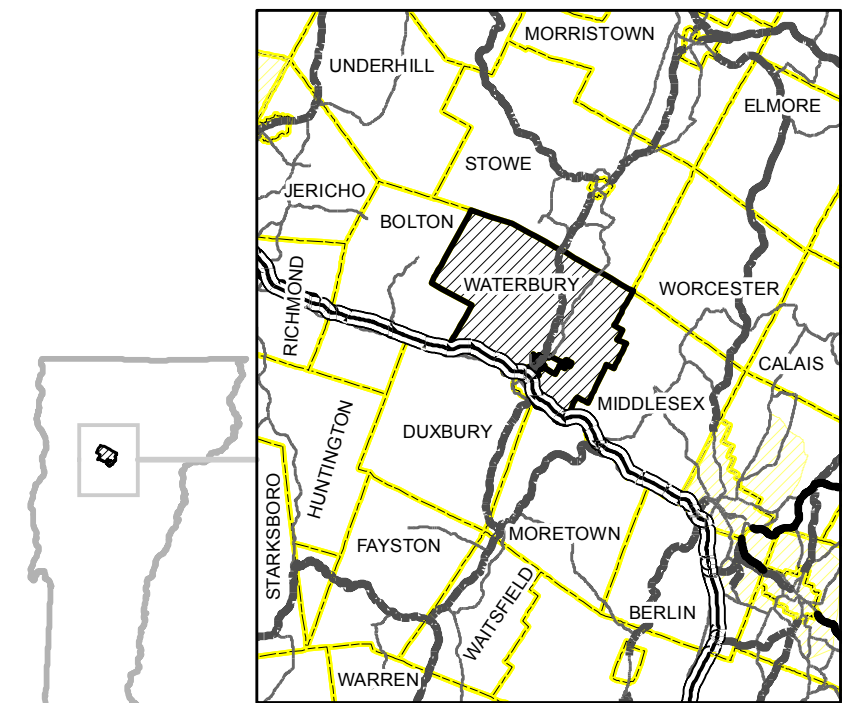 MORRISTOWN
UNDERHILL
ELMORE
STOWE
JERICHO
BOLTON
WATERBURY
WORCESTER
RICHMOND
CALAIS
MIDDLESEX
DUXBURY
HUNTINGTON
STARKSBORO
MORETOWN
FAYSTON
WAITSFIELD
BERLIN
WARREN